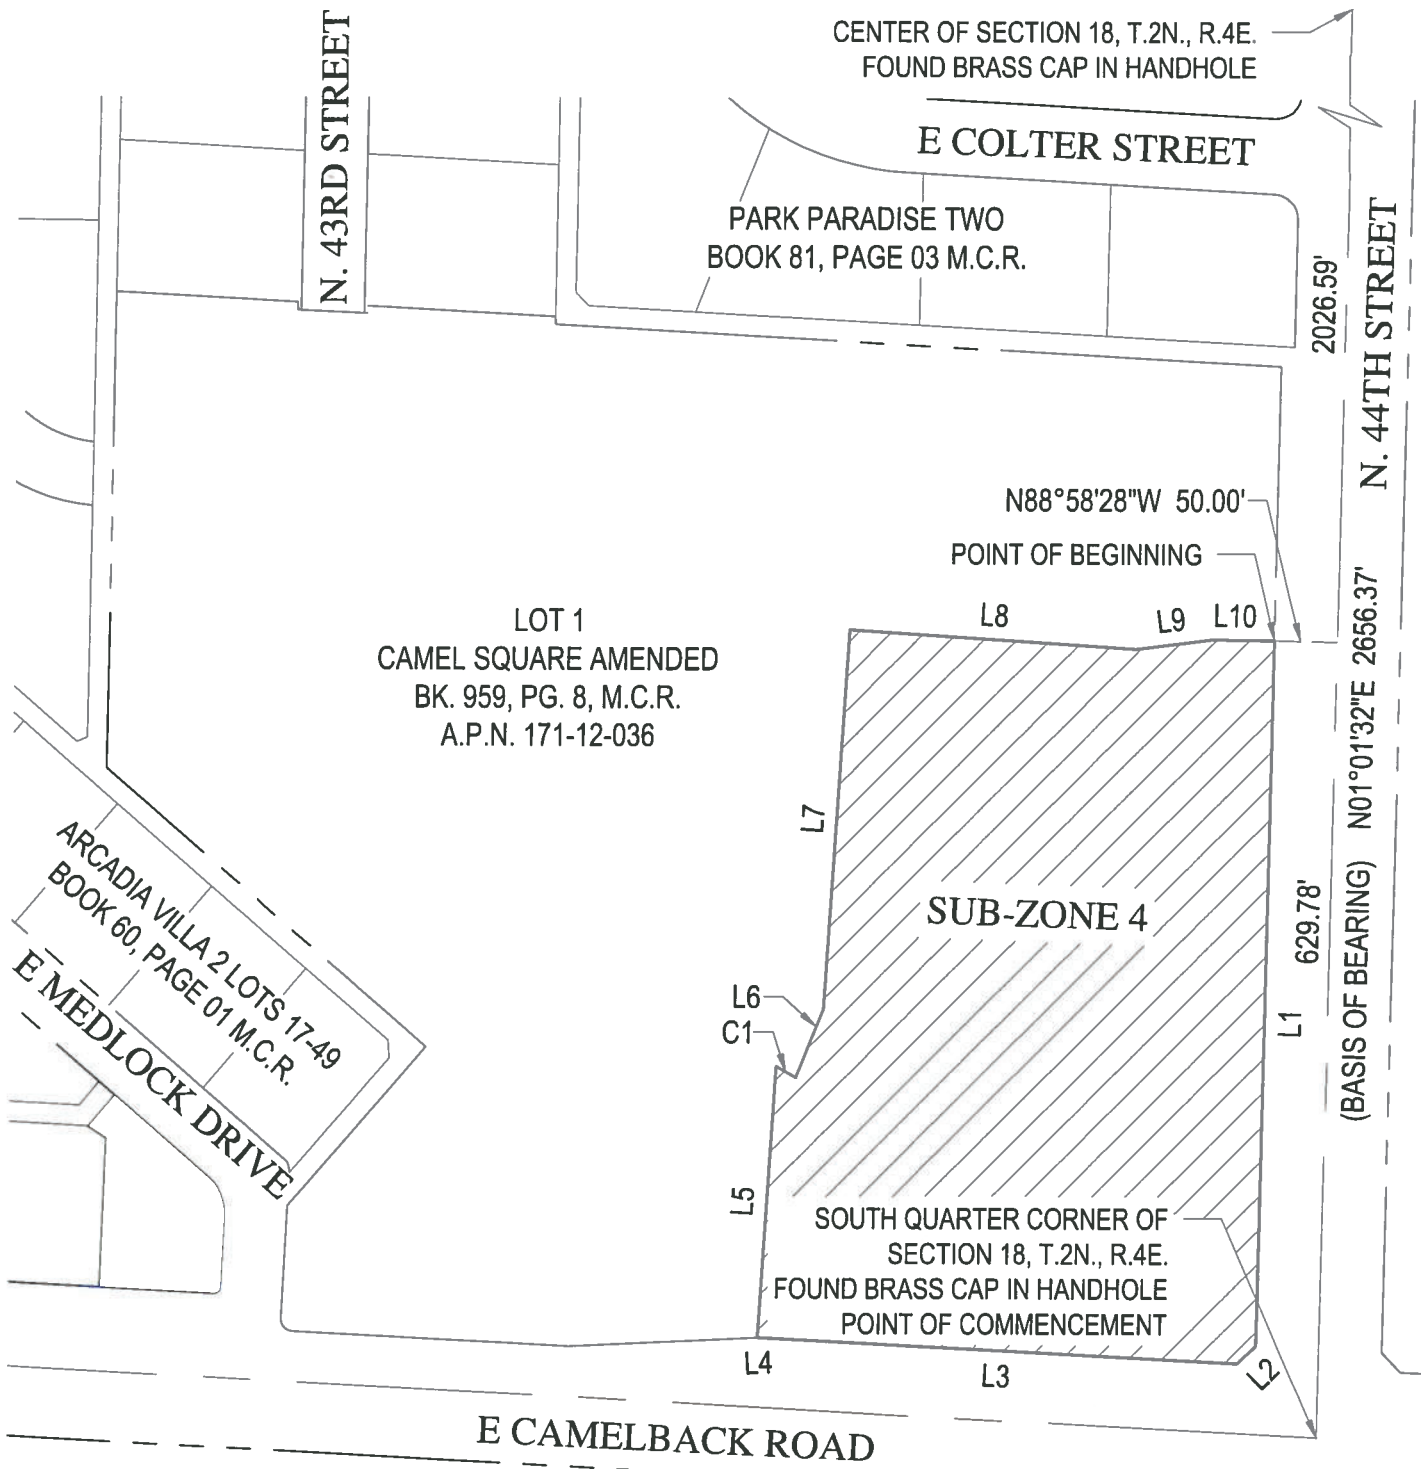 CENTER OF SECTION 18, T.2N., R.4E.
FOUND BRASS CAP IN HANDHOLE
N. 43RD STREET
E COLTER STREET
PARK PARADISE TWO
BOOK 81, PAGE 03 M.C.R.
2026.59'
N. 44TH STREET
N88°58'28"W 50.00'
POINT OF BEGINNING
L8
L9
L10
LOT 1
CAMEL SQUARE AMENDED
BK. 959, PG. 8, M.C.R.
A.P.N. 171-12-036
(BASIS OF BEARING) N01°01'32"E 2656.37'
L7
ARCADIA VILLA 2 LOTS 17-49
BOOK 60, PAGE 01 M.C.R.
E MEDLOCK DRIVE
SUB-ZONE 4
629.78'
L6
C1
L1
L5
SOUTH QUARTER CORNER OF
SECTION 18, T.2N., R.4E.
FOUND BRASS CAP IN HANDHOLE
POINT OF COMMENCEMENT
L4
L3
L2
E CAMELBACK ROAD